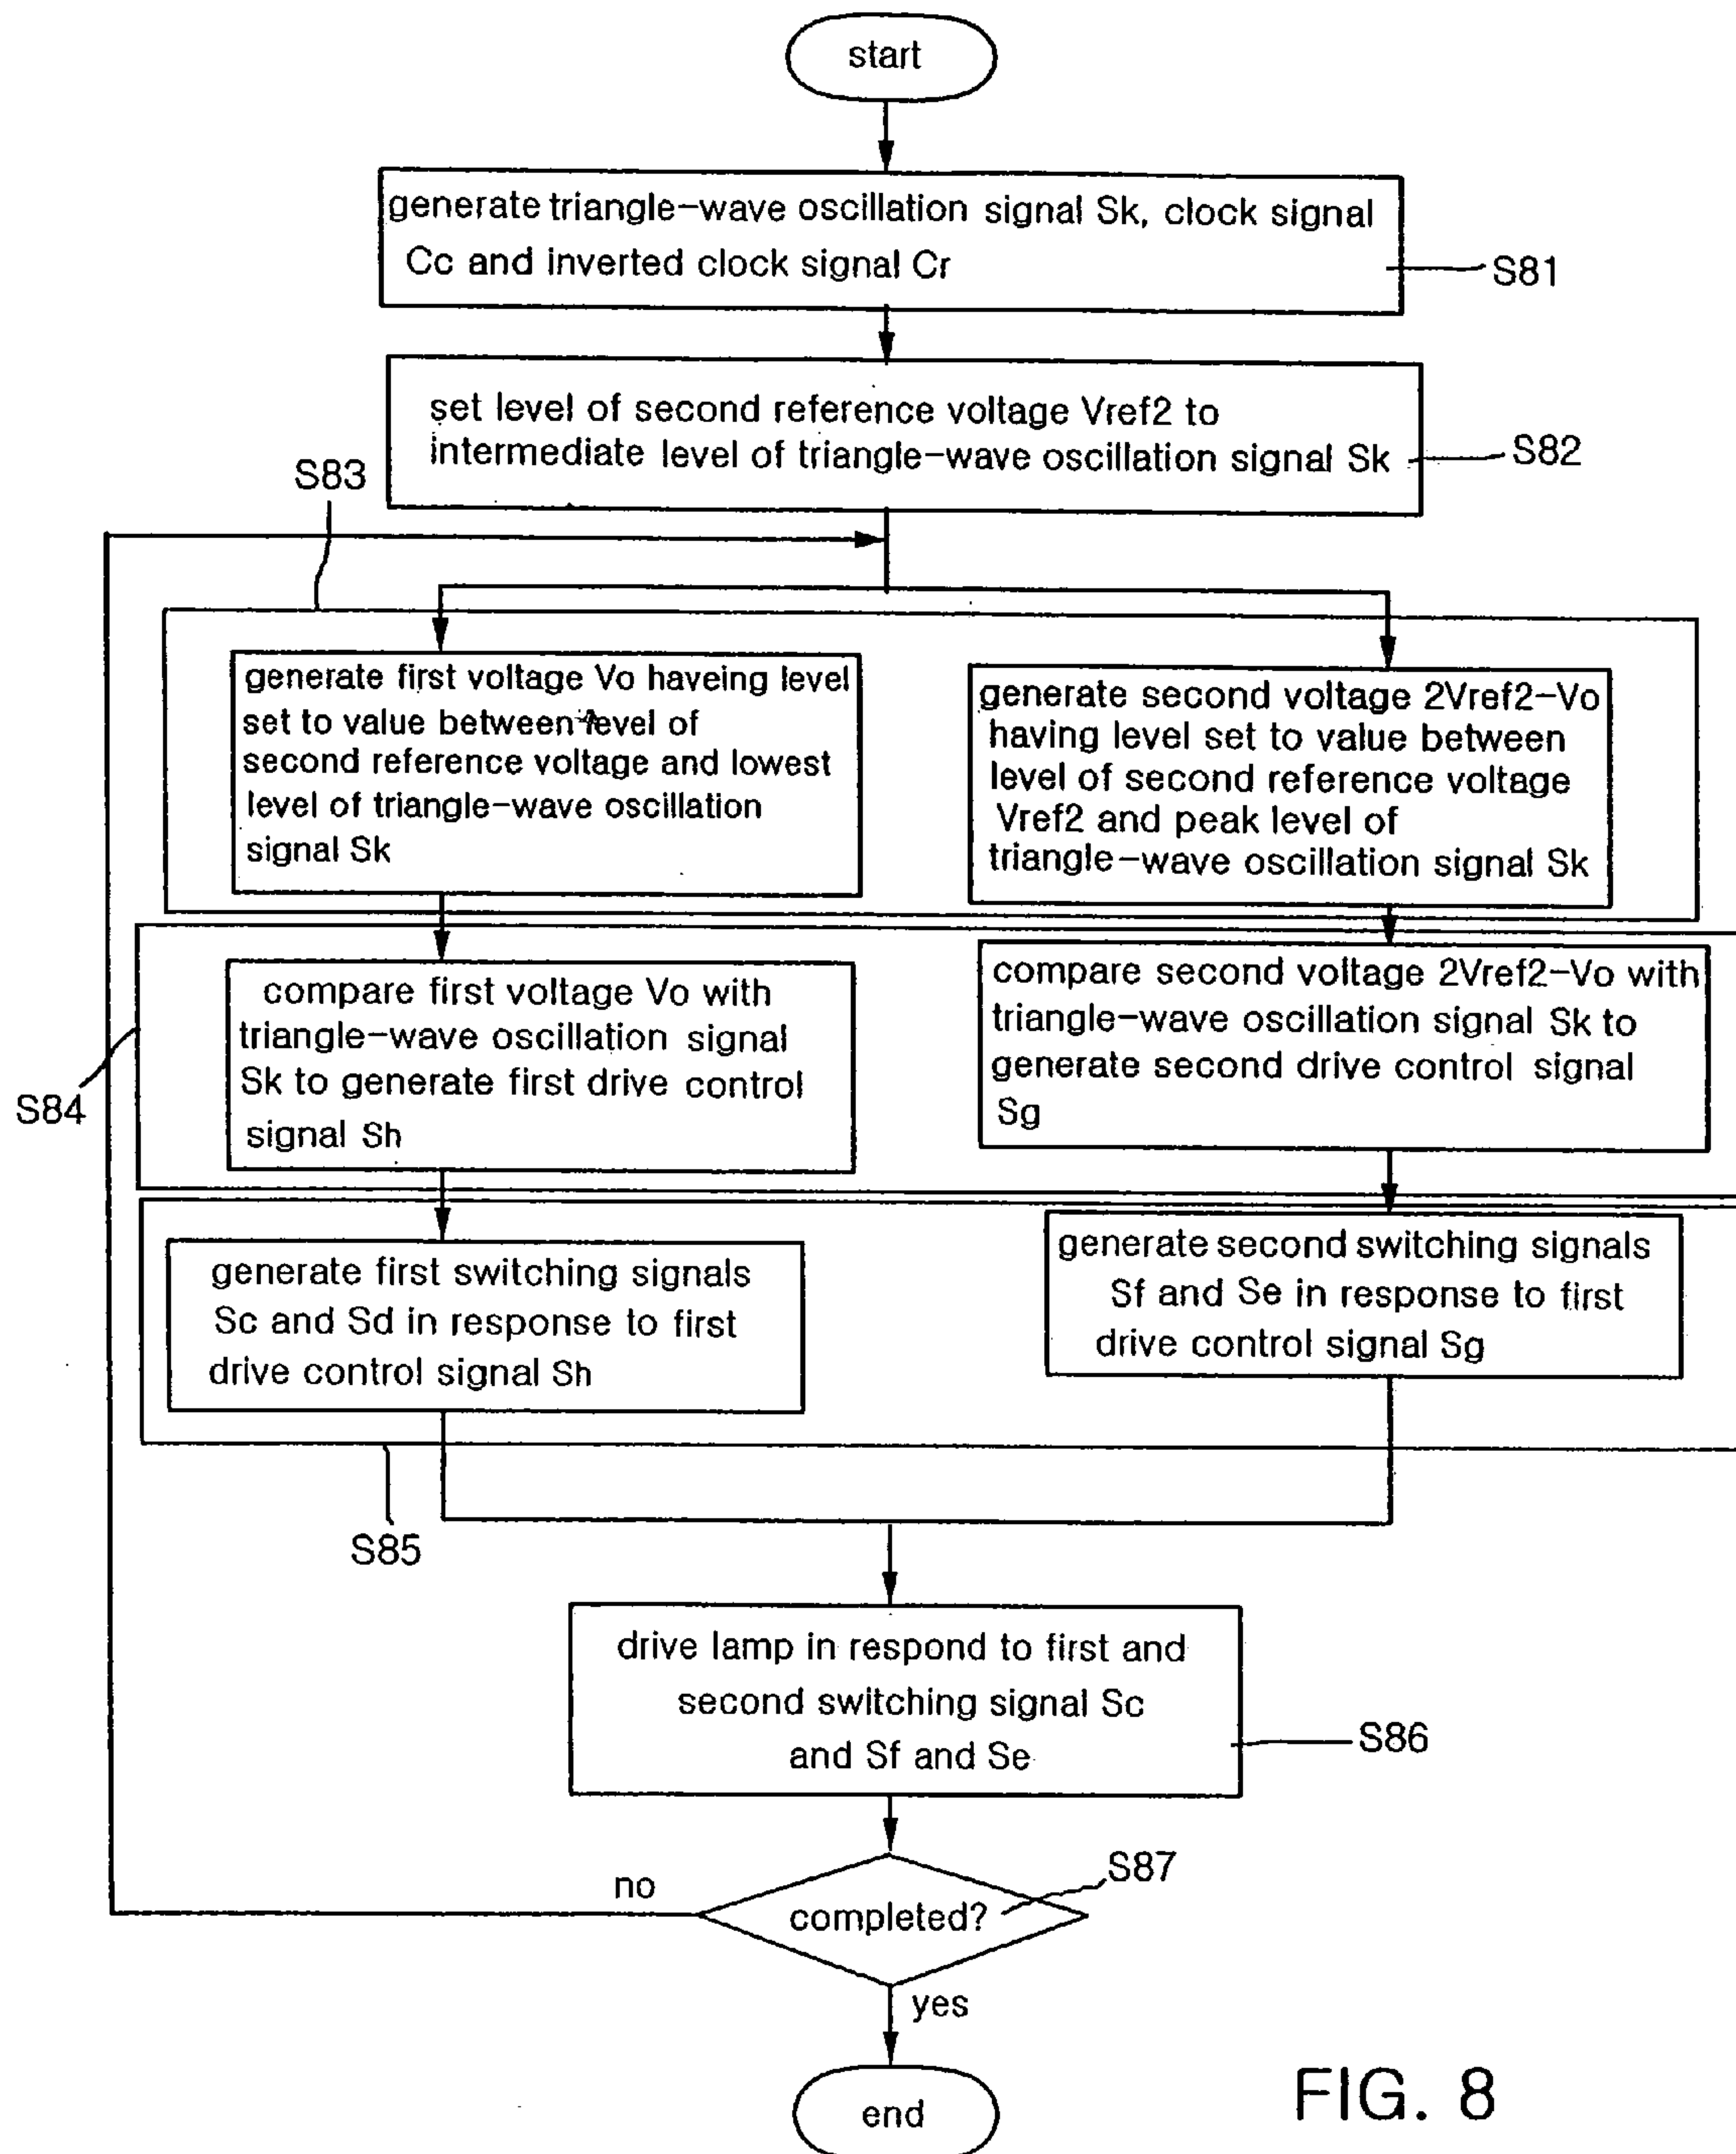 start
generate triangle-wave oscillation signal Sk, clock signal
Cc and inverted clock signal Cr
S81
set level of second reference voltage Vref2 to
intermediate level of triangle-wave oscillation signal Sk
S82
S83
generate first voltage Vo haveing level
set to value between level of
second reference voltage and lowest
level of triangle-wave oscillation
signal Sk
generate second voltage 2Vref2-Vo
having level set to value between
level of second reference voltage
Vref2 and peak level of
triangle-wave oscillation signal Sk
S84
compare first voltage Vo with
triangle-wave oscillation signal
Sk to generate first drive control
signal Sh
compare second voltage 2Vref2-Vo with
triangle-wave oscillation signal Sk to
generate second drive control signal
Sg
generate first switching signals
Sc and Sd in response to first
drive control signal Sh
generate second switching signals
Sf and Se in response to first
drive control signal Sg
S85
drive lamp in respond to first and
second switching signal Sc
and Sf and Se
S86
S87
no
completed?
yes
end
FIG. 8